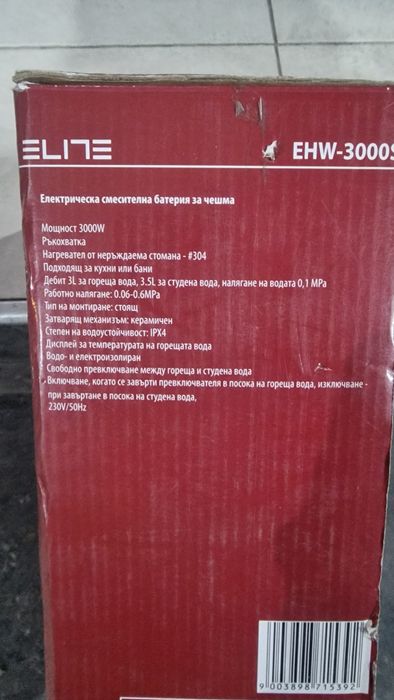 ELITE
EHW-3000S
Електрическа смесителна батерия за чешма
Мощност 3000W
Ръкохватка
Нагревател от неръждаема стомана - #304
Подходящ за кухни или бани
Дебит 3L за гореща вода, 3.5L за студена вода, налягане на водата 0,1 MPa
Работно налягане: 0.06-0.6MPa
Тип на монтиране: стоящ
Затварящ механизъм: керамичен
Степен на водоустойчивост: IPX4
Дисплей за температурата на горещата вода
Водо- и електроизолиран
Свободно превключване между гореща и студена вода
Включване, когато се завърти превключвателя в посока на гореща вода, изключване -
при завъртане в посока на студена вода,
230V/50Hz
9 003898 715392